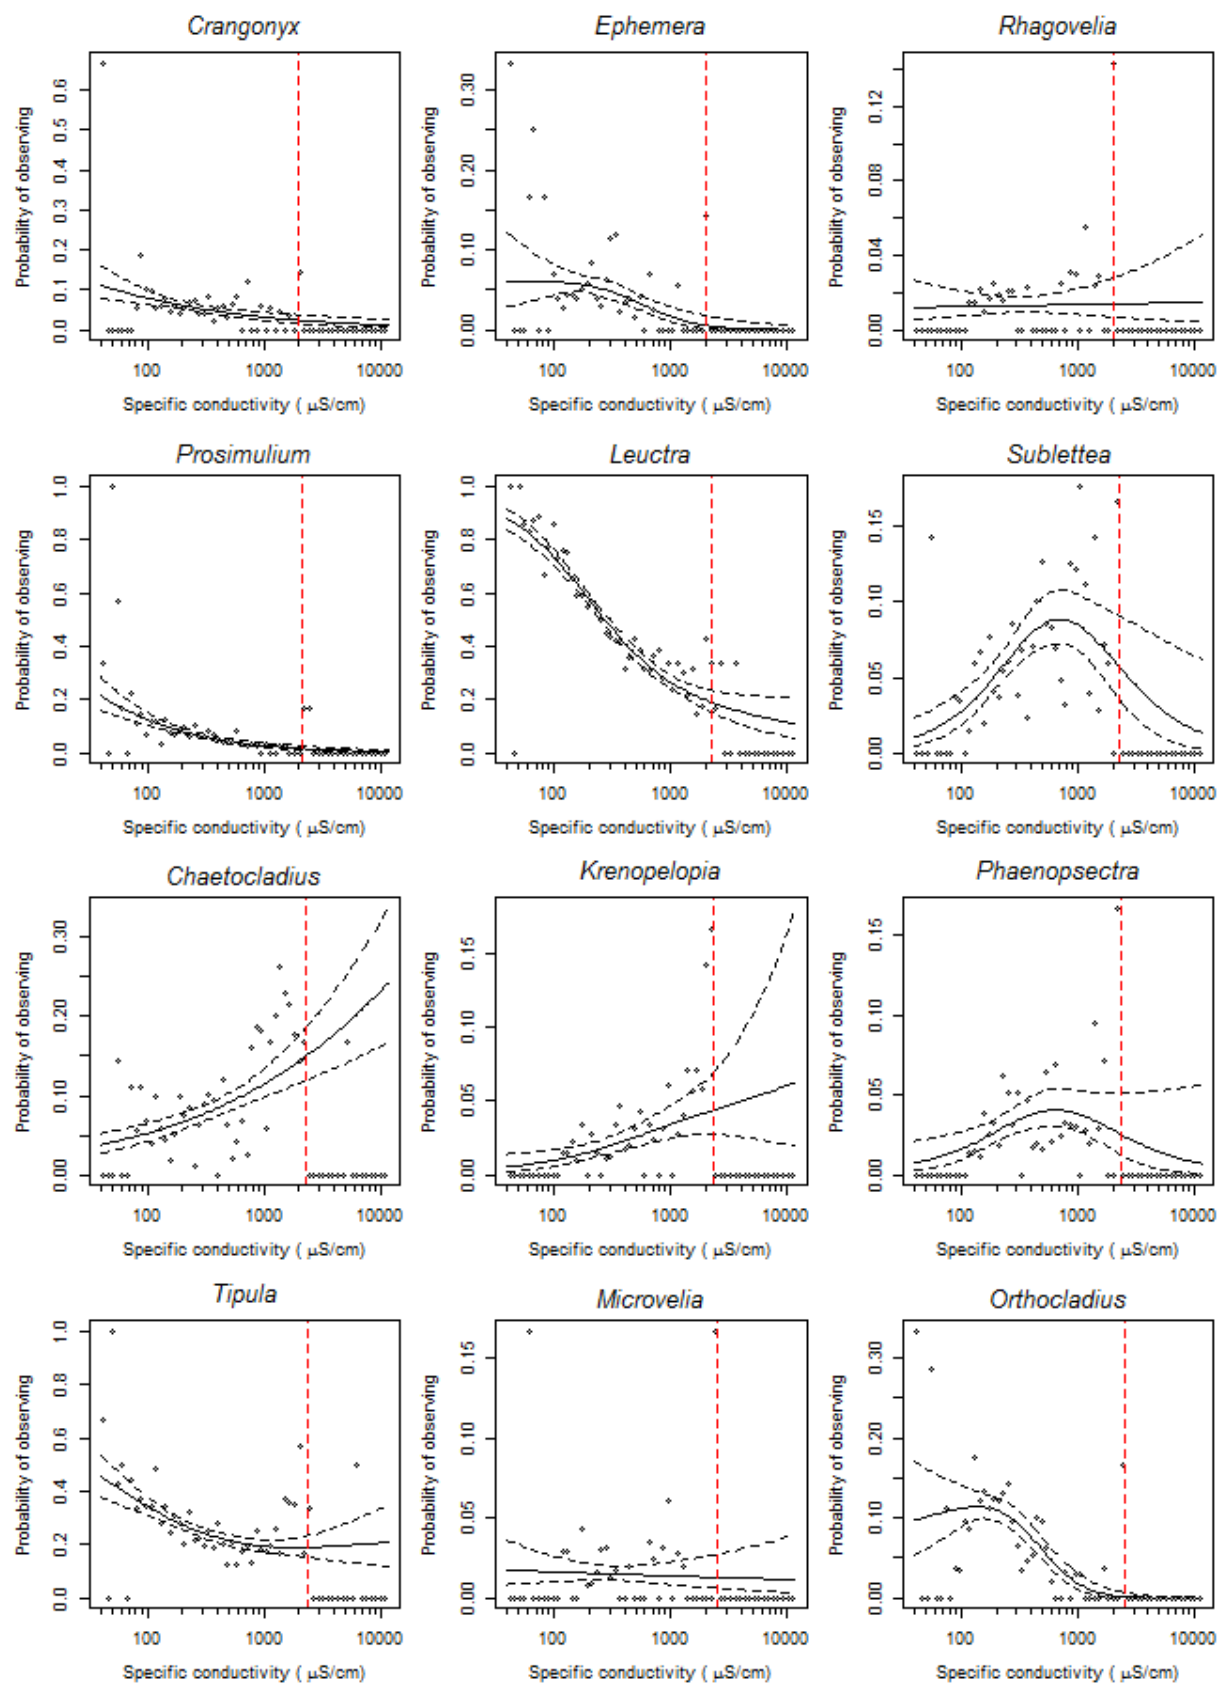 Crangonyx
Probability of observing
0.0 0.1 0.2 0.3 0.4 0.5 0.6
100 1000 10000
Specific conductivity ( µS/cm)
Ephemera
Probability of observing
0.00 0.10 0.20 0.30
100 1000 10000
Specific conductivity ( µS/cm)
Rhagovelia
Probability of observing
0.00 0.04 0.08 0.12
100 1000 10000
Specific conductivity ( µS/cm)
Prosimulium
Probability of observing
0.0 0.2 0.4 0.6 0.8 1.0
100 1000 10000
Specific conductivity ( µS/cm)
Leuctra
Probability of observing
0.0 0.2 0.4 0.6 0.8 1.0
100 1000 10000
Specific conductivity ( µS/cm)
Sublettea
Probability of observing
0.00 0.05 0.10 0.15
100 1000 10000
Specific conductivity ( µS/cm)
Chaetocladius
Probability of observing
0.00 0.10 0.20 0.30
100 1000 10000
Specific conductivity ( µS/cm)
Krenopelopia
Probability of observing
0.00 0.05 0.10 0.15
100 1000 10000
Specific conductivity ( µS/cm)
Phaenopsectra
Probability of observing
0.00 0.05 0.10 0.15
100 1000 10000
Specific conductivity ( µS/cm)
Tipula
Probability of observing
0.0 0.2 0.4 0.6 0.8 1.0
100 1000 10000
Specific conductivity ( µS/cm)
Microvelia
Probability of observing
0.00 0.05 0.10 0.15
100 1000 10000
Specific conductivity ( µS/cm)
Orthocladius
Probability of observing
0.00 0.10 0.20 0.30
100 1000 10000
Specific conductivity ( µS/cm)